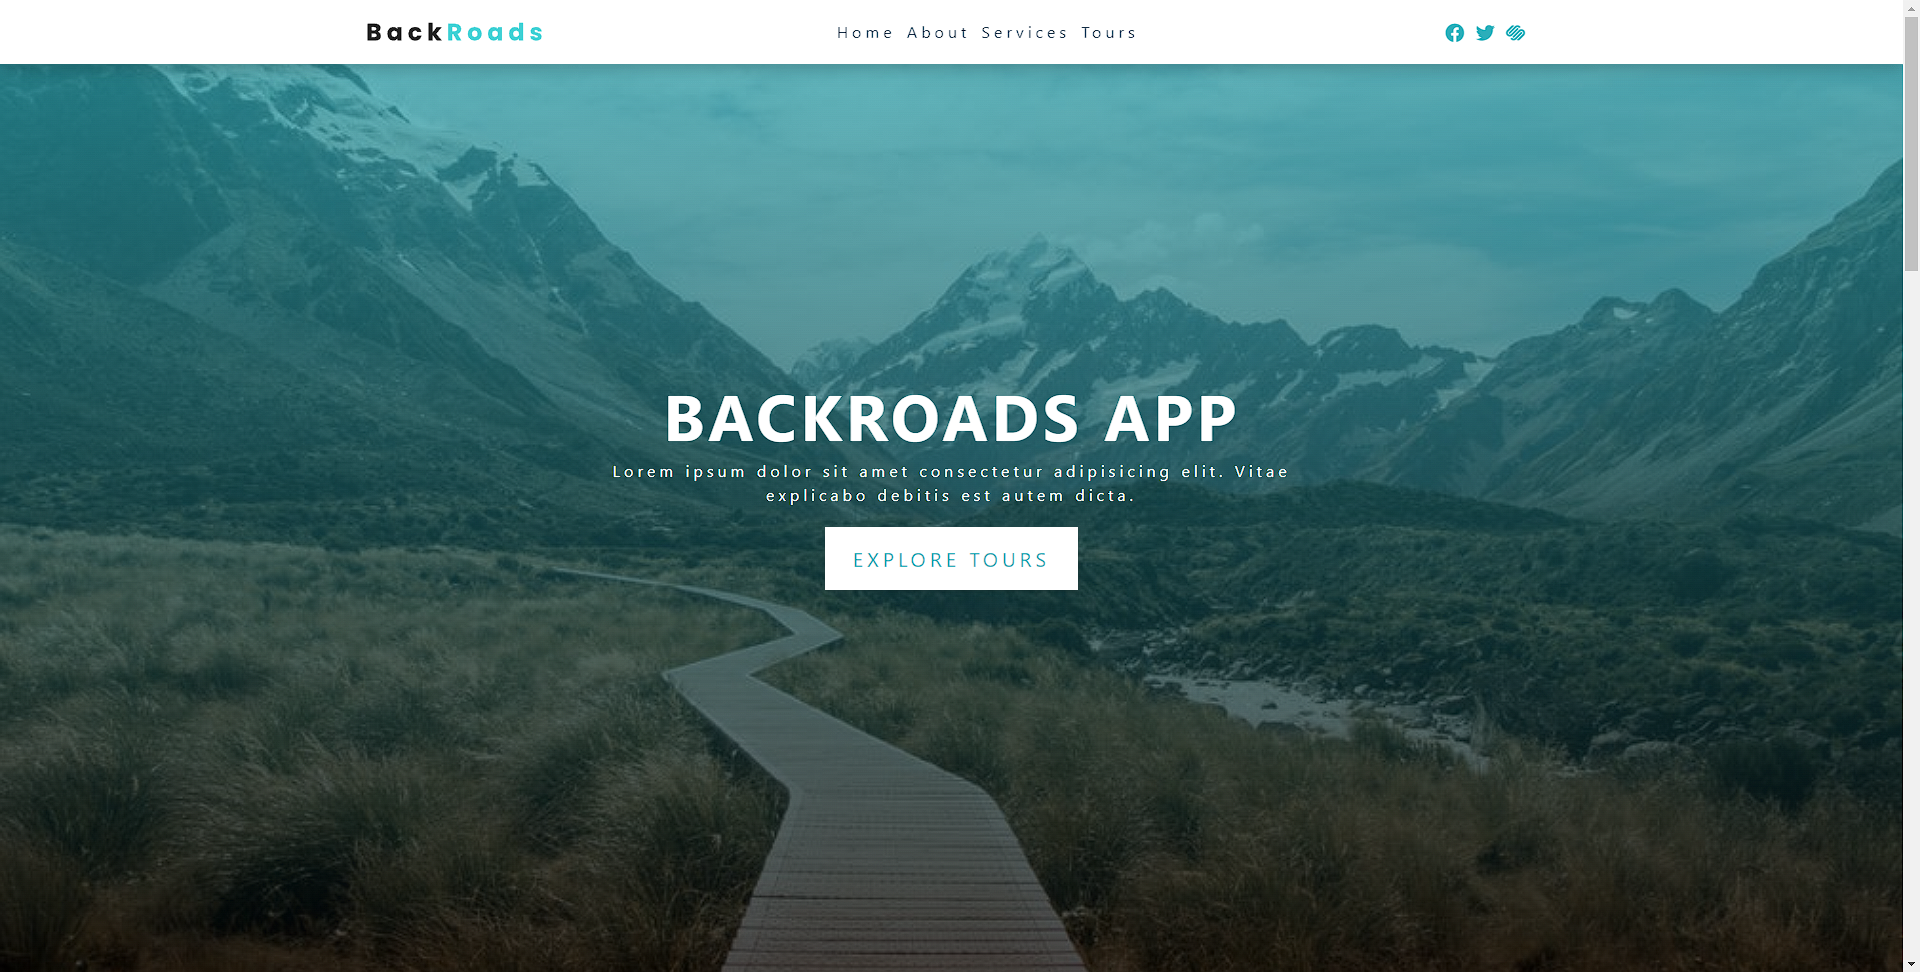 BackRoads
Home About Services Tours
BACKROADS APP
Lorem ipsum dolor sit amet consectetur adipisicing elit. Vitae
explicabo debitis est autem dicta.
EXPLORE TOURS